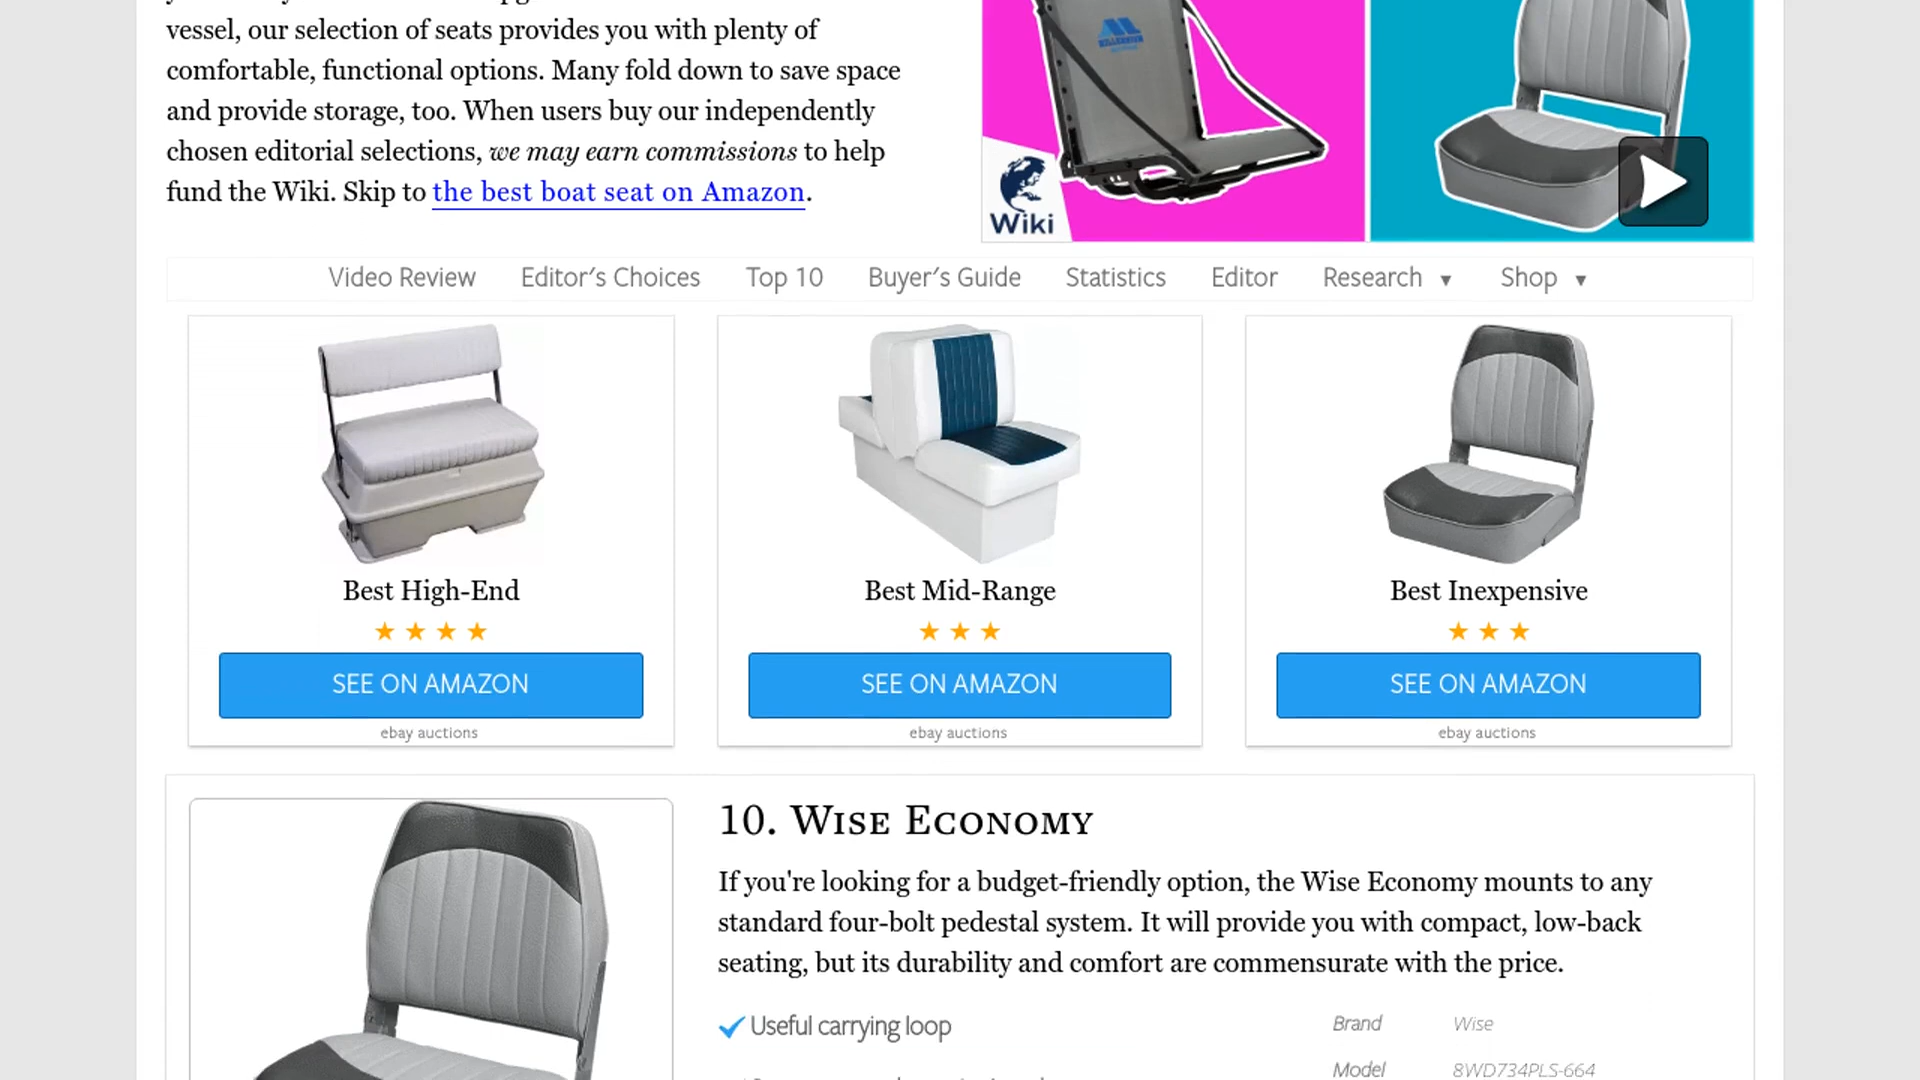 vessel, our selection of seats provides you with plenty of
comfortable, functional options. Many fold down to save space
and provide storage, too. When users buy our independently
chosen editorial selections, we may earn commissions to help
fund the Wiki. Skip to the best boat seat on Amazon.
MILLENNIUM
Wiki
Video Review Editor's Choices Top 10 Buyer's Guide Statistics Editor Research ▼ Shop ▼
Best High-End Best Mid-Range Best Inexpensive
★ ★ ★ ★ ★ ★ ★ ★ ★ ★
SEE ON AMAZON SEE ON AMAZON SEE ON AMAZON
ebay auctions ebay auctions ebay auctions
10. WISE ECONOMY
If you're looking for a budget-friendly option, the Wise Economy mounts to any
standard four-bolt pedestal system. It will provide you with compact, low-back
seating, but its durability and comfort are commensurate with the price.
Useful carrying loop
Brand Wise
Model 8WD734PLS-664